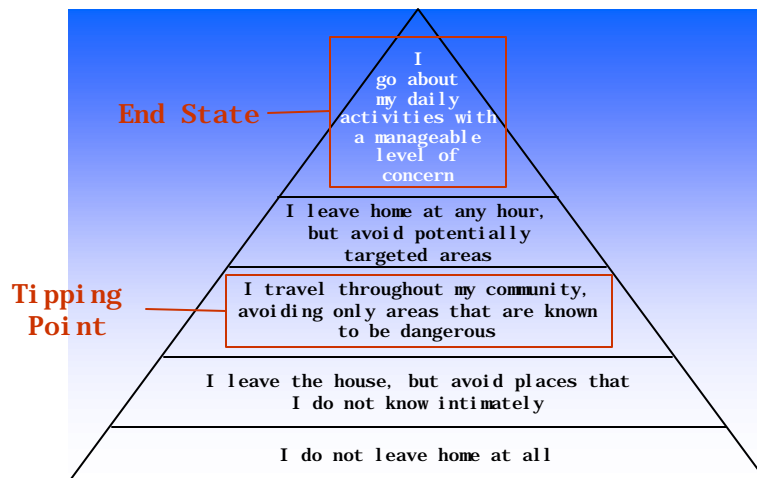 I
go about
my daily
activities with
a manageable
level of
concern
End State
I leave home at any hour,
but avoid potentially
targeted areas
Tipping
Point
I travel throughout my community,
avoiding only areas that are known
to be dangerous
I leave the house, but avoid places that
I do not know intimately
I do not leave home at all